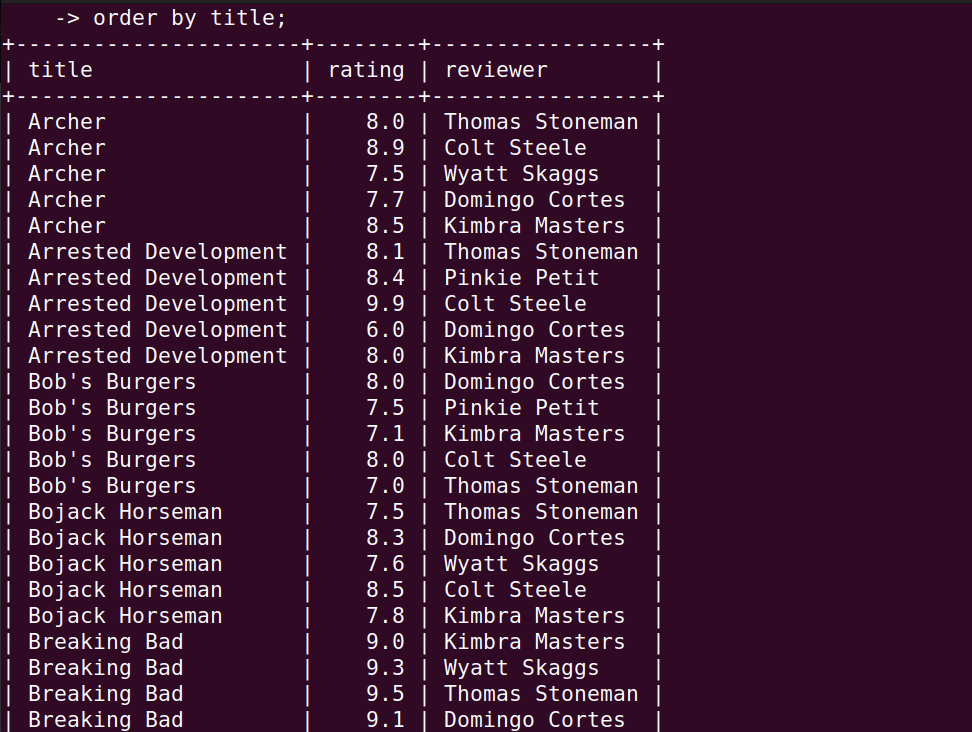 -> order by title;
+----------------------+--------+-----------------+
| title                | rating | reviewer        |
+----------------------+--------+-----------------+
| Archer               |    8.0 | Thomas Stoneman |
| Archer               |    8.9 | Colt Steele     |
| Archer               |    7.5 | Wyatt Skaggs    |
| Archer               |    7.7 | Domingo Cortes  |
| Archer               |    8.5 | Kimbra Masters  |
| Arrested Development |    8.1 | Thomas Stoneman |
| Arrested Development |    8.4 | Pinkie Petit    |
| Arrested Development |    9.9 | Colt Steele     |
| Arrested Development |    6.0 | Domingo Cortes  |
| Arrested Development |    8.0 | Kimbra Masters  |
| Bob's Burgers        |    8.0 | Domingo Cortes  |
| Bob's Burgers        |    7.5 | Pinkie Petit    |
| Bob's Burgers        |    7.1 | Kimbra Masters  |
| Bob's Burgers        |    8.0 | Colt Steele     |
| Bob's Burgers        |    7.0 | Thomas Stoneman |
| Bojack Horseman      |    7.5 | Thomas Stoneman |
| Bojack Horseman      |    8.3 | Domingo Cortes  |
| Bojack Horseman      |    7.6 | Wyatt Skaggs    |
| Bojack Horseman      |    8.5 | Colt Steele     |
| Bojack Horseman      |    7.8 | Kimbra Masters  |
| Breaking Bad         |    9.0 | Kimbra Masters  |
| Breaking Bad         |    9.3 | Wyatt Skaggs    |
| Breaking Bad         |    9.5 | Thomas Stoneman |
| Breaking Bad         |    9.1 | Domingo Cortes  |